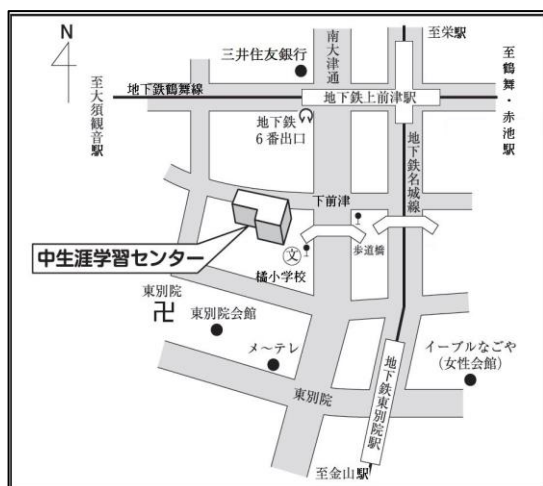 N
至栄駅
南大津通
三井住友銀行
至鶴舞・赤池駅
至大須観音駅
地下鉄鶴舞線
地下鉄上前津駅
地下鉄
6番出口
地下鉄名城線
下前津
中生涯学習センター
歩道橋
文
橘小学校
東別院
卍
東別院会館
メ～テレ
イーブルなごや
(女性会館)
地下鉄東別院駅
東別院
至金山駅